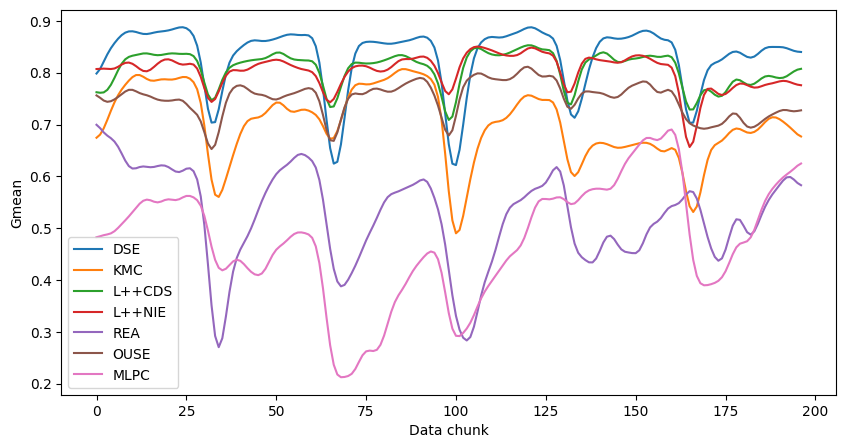 0.9
0.8
0.7
0.6
0.5
0.4
0.3
0.2
Gmean
DSE
KMC
L++CDS
L++NIE
REA
OUSE
MLPC
0 25 50 75 100 125 150 175 200
Data chunk